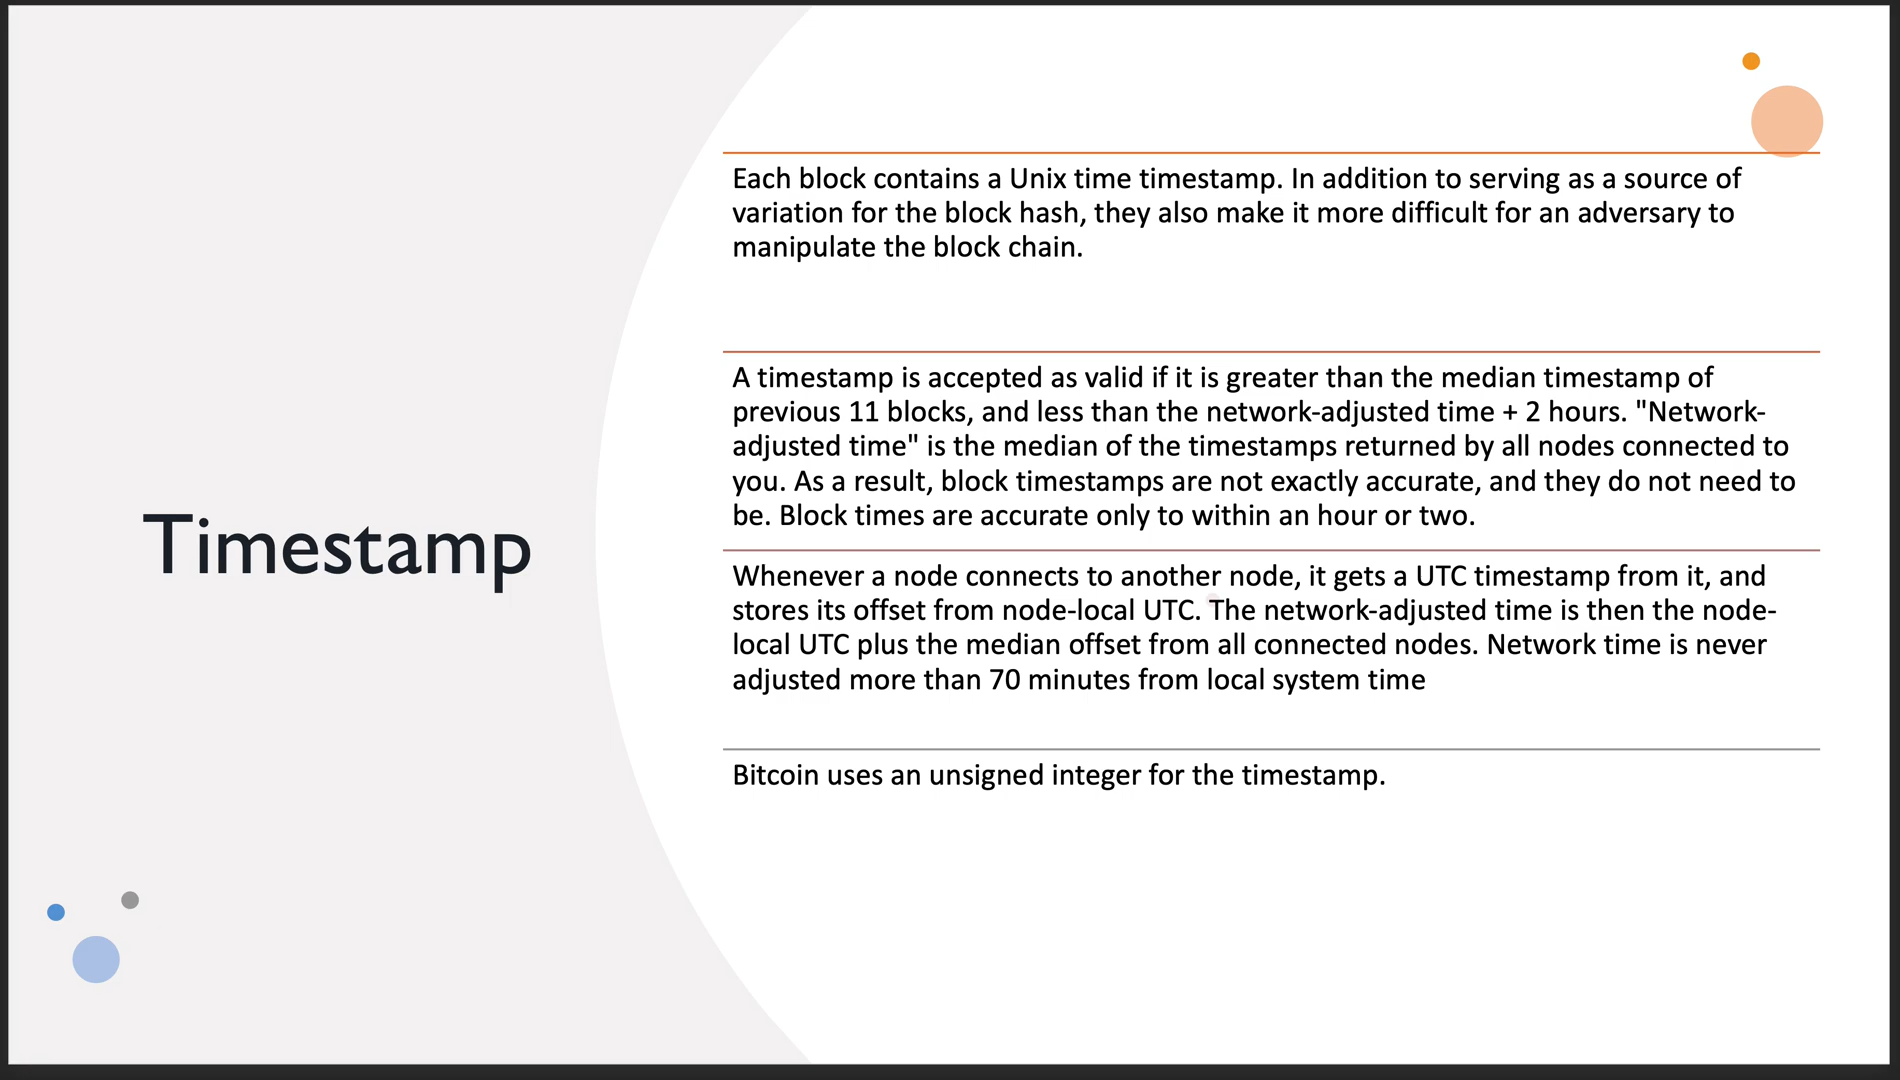 Timestamp
Each block contains a Unix time timestamp. In addition to serving as a source of
variation for the block hash, they also make it more difficult for an adversary to
manipulate the block chain.
A timestamp is accepted as valid if it is greater than the median timestamp of
previous 11 blocks, and less than the network-adjusted time + 2 hours. "Network-
adjusted time" is the median of the timestamps returned by all nodes connected to
you. As a result, block timestamps are not exactly accurate, and they do not need to
be. Block times are accurate only to within an hour or two.
Whenever a node connects to another node, it gets a UTC timestamp from it, and
stores its offset from node-local UTC. The network-adjusted time is then the node-
local UTC plus the median offset from all connected nodes. Network time is never
adjusted more than 70 minutes from local system time
Bitcoin uses an unsigned integer for the timestamp.